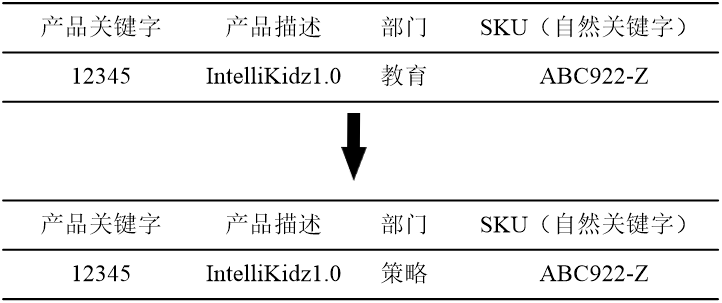 产品关键字 产品描述 部门 SKU（自然关键字）
12345 IntelliKidz1.0 教育 ABC922-Z
产品关键字 产品描述 部门 SKU（自然关键字）
12345 IntelliKidz1.0 策略 ABC922-Z